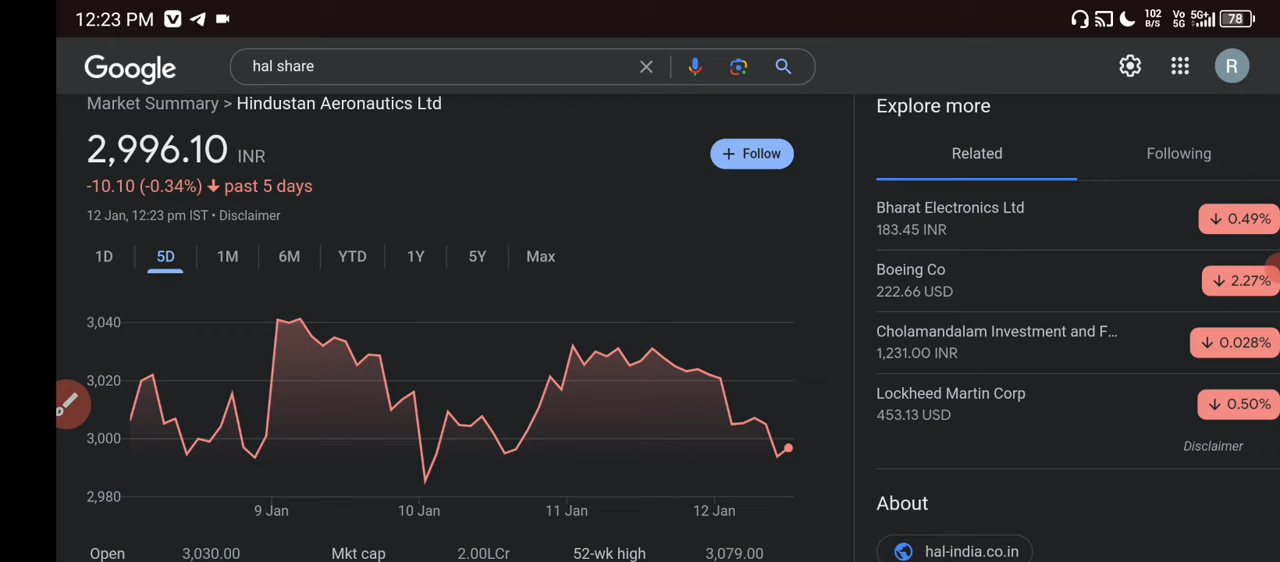 12:23 PM
102 B/S Vo 5G 5G+ 78
Google
hal share
R
Market Summary > Hindustan Aeronautics Ltd
2,996.10 INR
+ Follow
-10.10 (-0.34%) ↓ past 5 days
12 Jan, 12:23 pm IST • Disclaimer
1D 5D 1M 6M YTD 1Y 5Y Max
3,040
3,020
3,000
2,980
9 Jan 10 Jan 11 Jan 12 Jan
Open 3,030.00 Mkt cap 2.00LCr 52-wk high 3,079.00
Explore more
Related Following
Bharat Electronics Ltd
183.45 INR
↓ 0.49%
Boeing Co
222.66 USD
↓ 2.27%
Cholamandalam Investment and F...
1,231.00 INR
↓ 0.028%
Lockheed Martin Corp
453.13 USD
↓ 0.50%
Disclaimer
About
hal-india.co.in